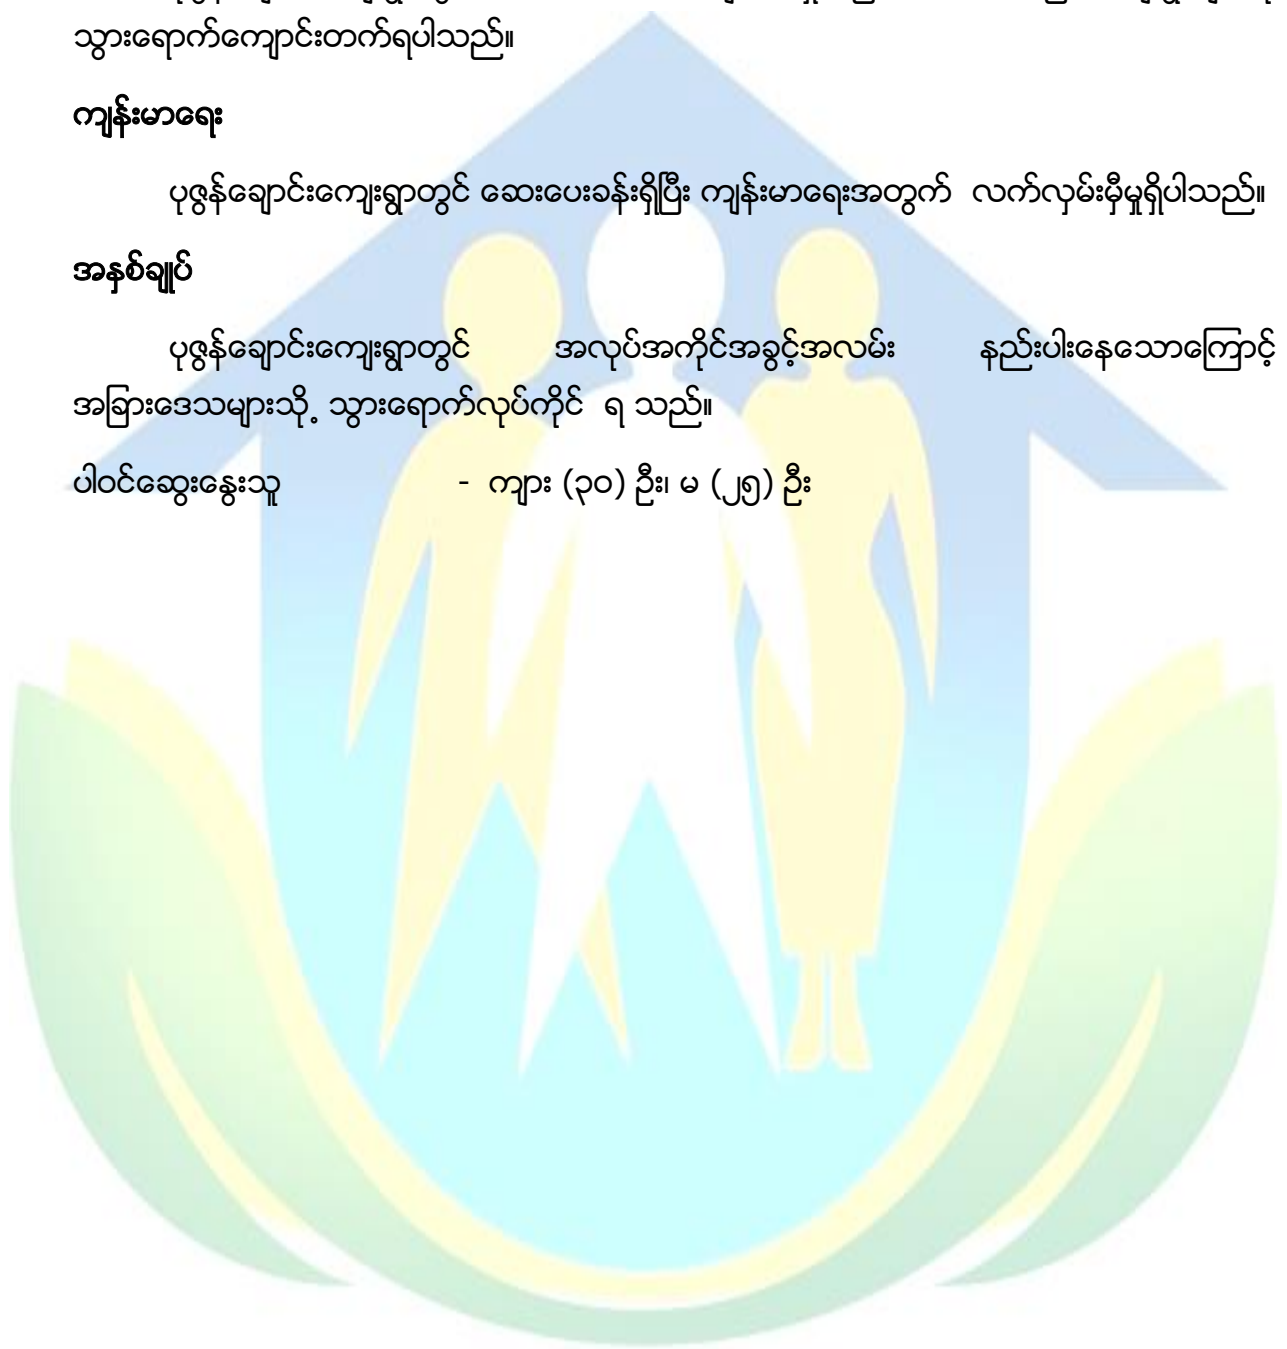 သွားရောက်ကျောင်းတက်ရပါသည်။
ကျန်းမာရေး
ပုဇွန်ချောင်းကျေးရွာတွင် ဆေးပေးခန်းရှိပြီး ကျန်းမာရေးအတွက် လက်လှမ်းမှီမှုရှိပါသည်။
အနှစ်ချုပ်
ပုဇွန်ချောင်းကျေးရွာတွင် အလုပ်အကိုင်အခွင့်အလမ်း နည်းပါးနေသောကြောင့်
အခြားဒေသများသို့ သွားရောက်လုပ်ကိုင် ရ သည်။
ပါဝင်ဆွေးနွေးသူ - ကျား (၃၀) ဦး၊ မ (၂၅) ဦး